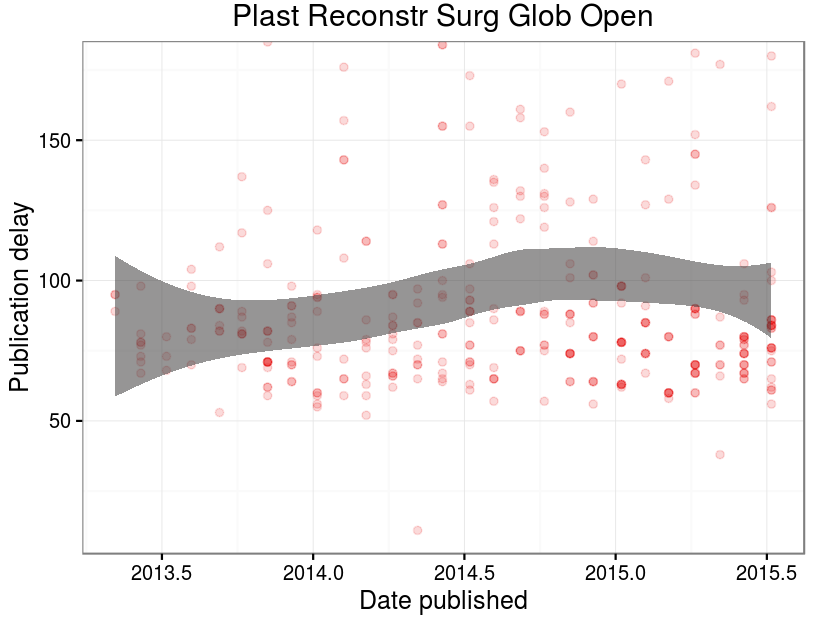 Plast Reconstr Surg Glob Open
Publication delay
150
100
50
2013.5 2014.0 2014.5 2015.0 2015.5
Date published